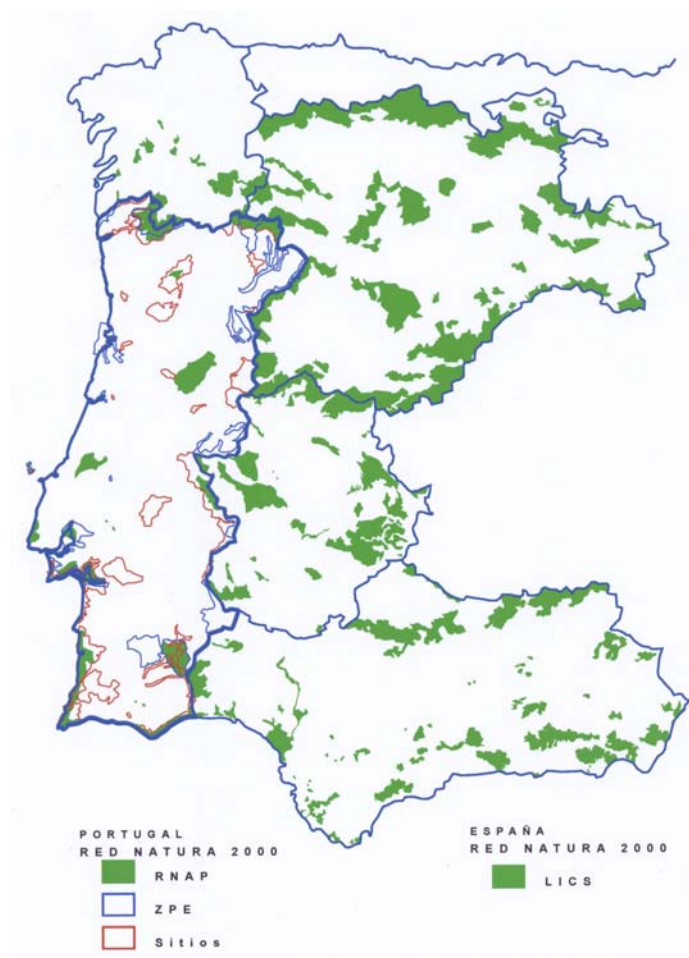 PORTUGAL
RED NATURA 2000
RNAP
ZPE
Sitios
ESPAÑA
RED NATURA 2000
LICS